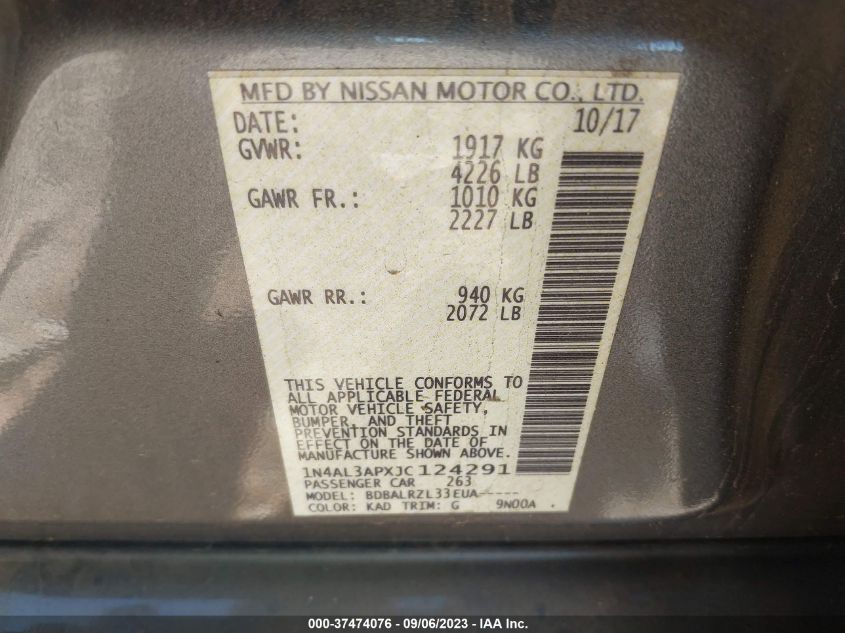 MFD BY NISSAN MOTOR CO., LTD.
DATE: 10/17
GVWR: 1917 KG
4226 LB
GAWR FR.: 1010 KG
2227 LB
GAWR RR.: 940 KG
2072 LB
THIS VEHICLE CONFORMS TO
ALL APPLICABLE FEDERAL
MOTOR VEHICLE SAFETY,
BUMPER, AND THEFT
PREVENTION STANDARDS IN
EFFECT ON THE DATE OF
MANUFACTURE SHOWN ABOVE.
1N4AL3APXJC124291
PASSENGER CAR 263
MODEL: BDBALRZL33EUA-----
COLOR: KAD TRIM: G 9N00A .
000-37474076 - 09/06/2023 - IAA Inc.